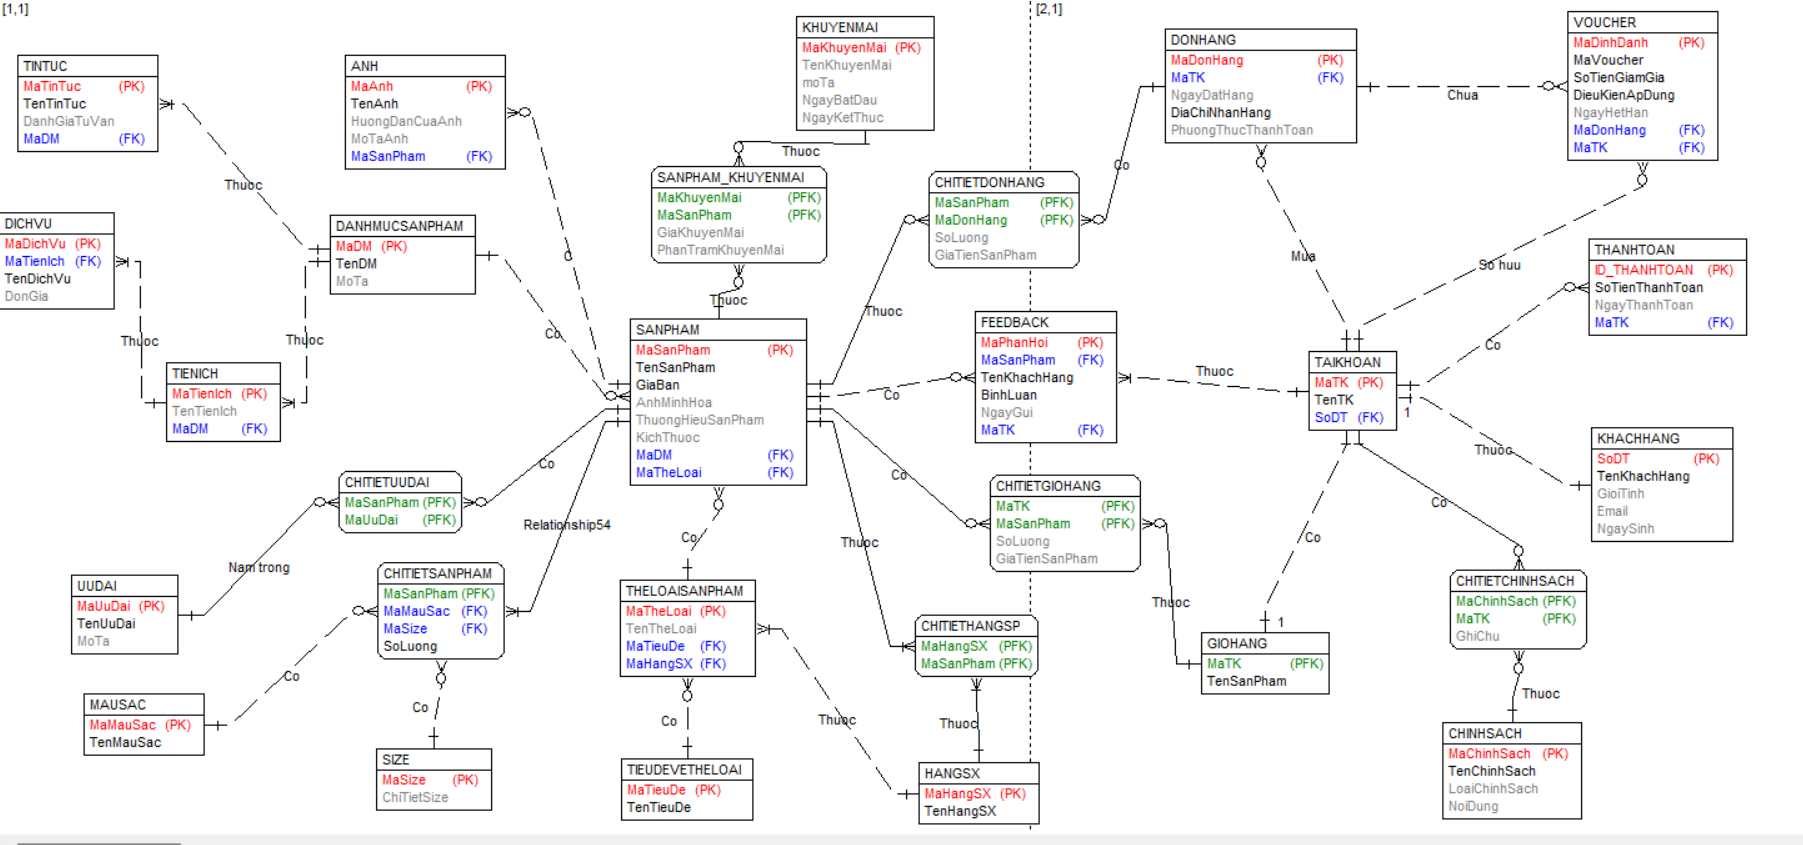 [1,1]
[2,1]
TINTUC
MaTinTuc (PK)
TenTinTuc
DanhGiaTuVan
MaDM (FK)
ANH
MaAnh (PK)
TenAnh
HuongDanCuaAnh
MoTaAnh
MaSanPham (FK)
KHUYENMAI
MaKhuyenMai (PK)
TenKhuyenMai
moTa
NgayBatDau
NgayKetThuc
Thuoc
SANPHAM_KHUYENMAI
MaKhuyenMai (PFK)
MaSanPham (PFK)
GiaKhuyenMai
PhanTramKhuyenMai
Thuoc
DONHANG
MaDonHang (PK)
MaTK (FK)
NgayDatHang
DiaChiNhanHang
PhuongThucThanhToan
Chua
VOUCHER
MaDinhDanh (PK)
MaVoucher
SoTienGiamGia
DieuKienApDung
NgayHetHan
MaDonHang (FK)
MaTK (FK)
Thuoc
DICHVU
MaDichVu (PK)
MaTienIch (FK)
TenDichVu
DonGia
DANHMUCSANPHAM
MaDM (PK)
TenDM
MoTa
C
Co
CHITIETDONHANG
MaSanPham (PFK)
MaDonHang (PFK)
SoLuong
GiaTienSanPham
Mua
So huu
THANHTOAN
ID_THANHTOAN (PK)
SoTienThanhToan
NgayThanhToan
MaTK (FK)
Thuoc
Thuoc
Co
Thuoc
TIENICH
MaTienIch (PK)
TenTienIch
MaDM (FK)
SANPHAM
MaSanPham (PK)
TenSanPham
GiaBan
AnhMinhHoa
ThuongHieuSanPham
KichThuoc
MaDM (FK)
MaTheLoai (FK)
Co
FEEDBACK
MaPhanHoi (PK)
MaSanPham (FK)
TenKhachHang
BinhLuan
NgayGui
MaTK (FK)
Thuoc
TAIKHOAN
MaTK (PK)
TenTK
SoDT (FK)
Co
1
Thuoc
KHACHHANG
SoDT (PK)
TenKhachHang
GioiTinh
Email
NgaySinh
CHITIETUUDAI
MaSanPham (PFK)
MaUuDai (PFK)
Co
Relationship54
Nam trong
UUDAI
MaUuDai (PK)
TenUuDai
MoTa
CHITIETSANPHAM
MaSanPham (PFK)
MaMauSac (FK)
MaSize (FK)
SoLuong
Co
MAUSAC
MaMauSac (PK)
TenMauSac
Co
SIZE
MaSize (PK)
ChiTietSize
Co
THELOAISANPHAM
MaTheLoai (PK)
TenTheLoai
MaTieuDe (FK)
MaHangSX (FK)
Co
TIEUDEVETHELOAI
MaTieuDe (PK)
TenTieuDe
Co
CHITIETGIOHANG
MaTK (PFK)
MaSanPham (PFK)
SoLuong
GiaTienSanPham
Thuoc
CHITIETHANGSP
MaHangSX (PFK)
MaSanPham (PFK)
Thuoc
Thuoc
HANGSX
MaHangSX (PK)
TenHangSX
Thuoc
Co
1
GIOHANG
MaTK (PFK)
TenSanPham
Co
CHITIETCHINHSACH
MaChinhSach (PFK)
MaTK (PFK)
GhiChu
Thuoc
CHINHSACH
MaChinhSach (PK)
TenChinhSach
LoaiChinhSach
NoiDung